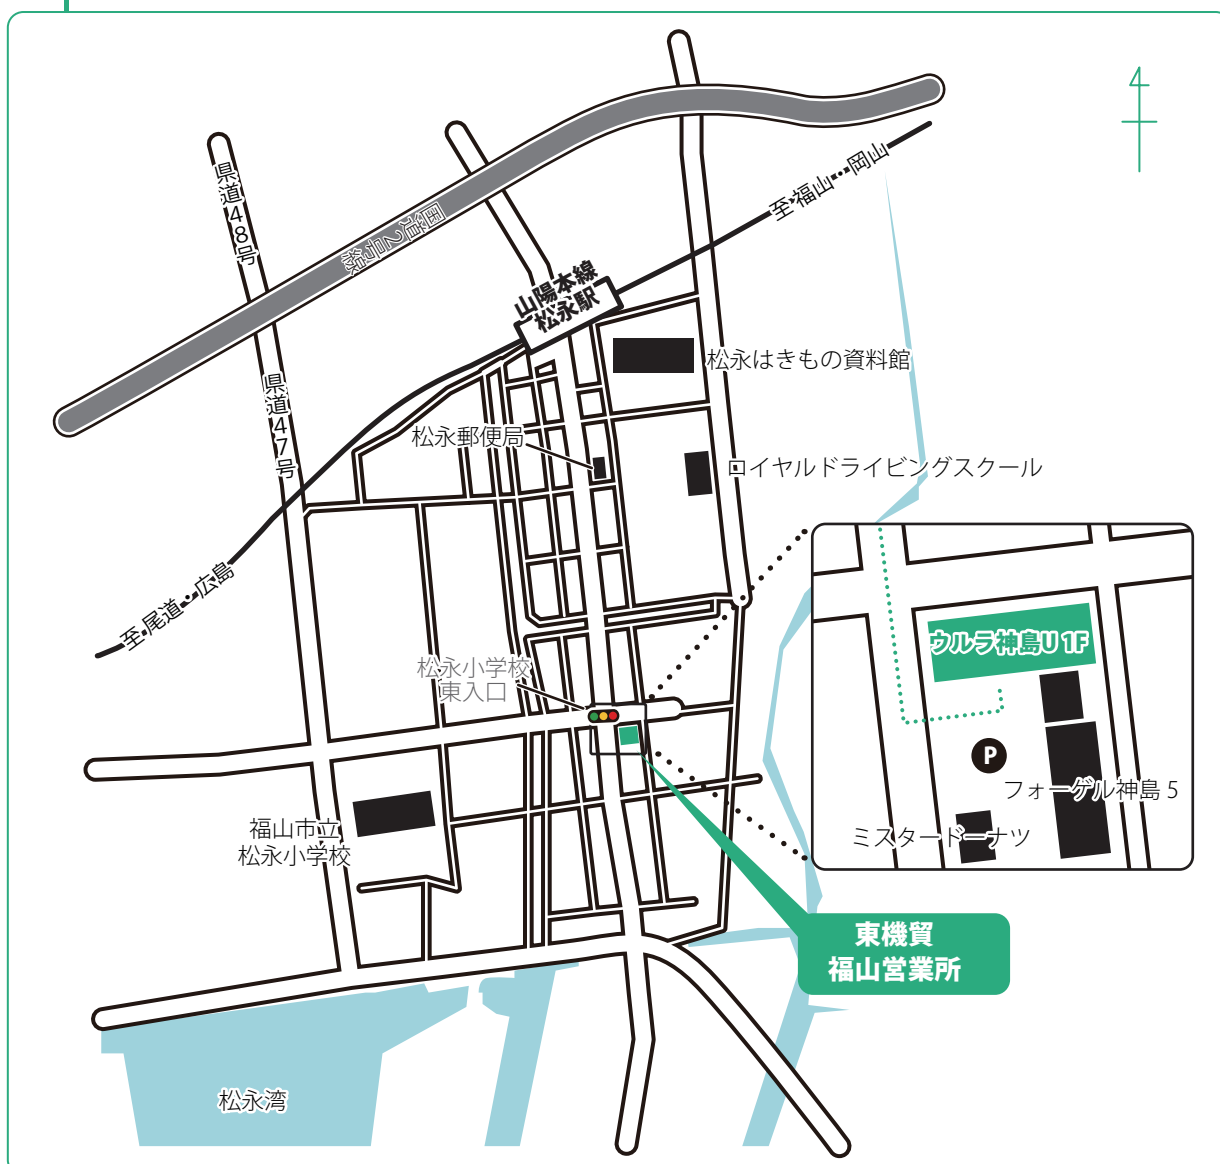 県道48号
国道2号線
至福山・岡山
山陽本線
松永駅
松永はきもの資料館
県道47号
松永郵便局
ロイヤルドライビングスクール
至尾道・広島
松永小学校
東入口
ウルラ神島U 1F
P
フォーゲル神島 5
ミスタードーナツ
福山市立
松永小学校
東機貿
福山営業所
松永湾